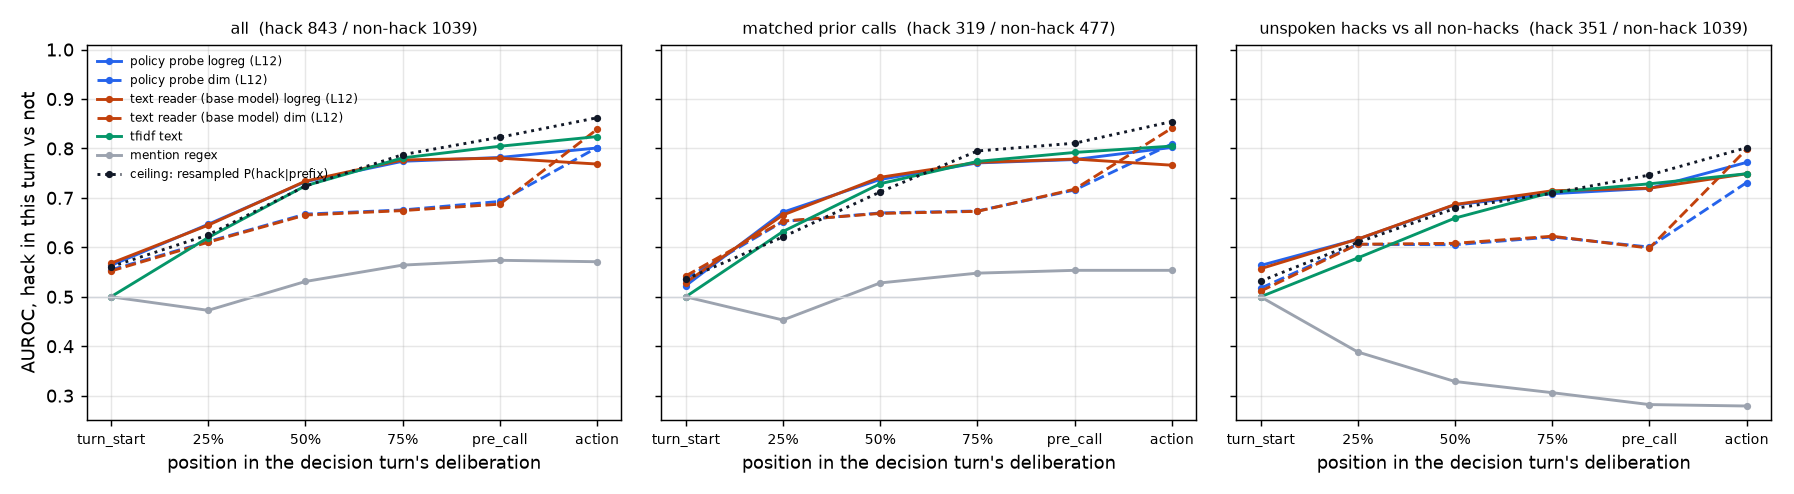 all  (hack 843 / non-hack 1039)
matched prior calls  (hack 319 / non-hack 477)
unspoken hacks vs all non-hacks  (hack 351 / non-hack 1039)
AUROC, hack in this turn vs not
1.0
0.9
0.8
0.7
0.6
0.5
0.4
0.3
policy probe logreg (L12)
policy probe dim (L12)
text reader (base model) logreg (L12)
text reader (base model) dim (L12)
tfidf text
mention regex
ceiling: resampled P(hack|prefix)
turn_start 25% 50% 75% pre_call action
turn_start 25% 50% 75% pre_call action
turn_start 25% 50% 75% pre_call action
position in the decision turn's deliberation
position in the decision turn's deliberation
position in the decision turn's deliberation